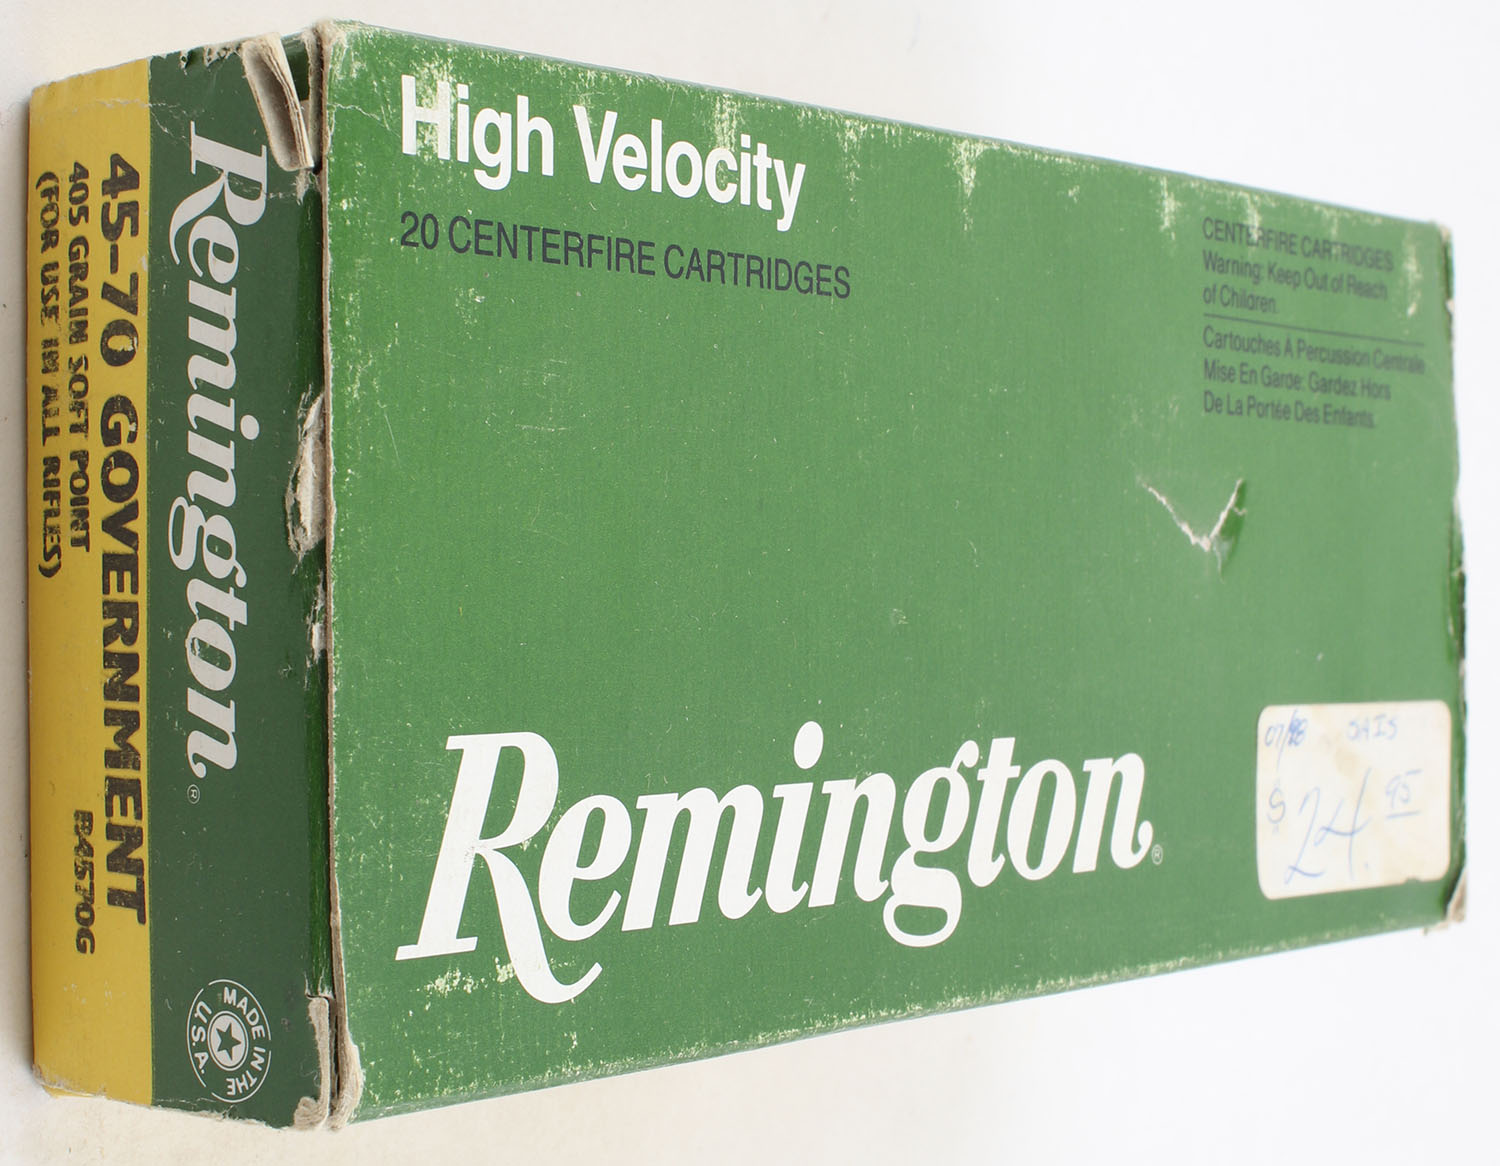 High Velocity
20 CENTERFIRE CARTRIDGES
CENTERFIRE CARTRIDGES
Warning: Keep Out of Reach
of Children.
Cartouches A Percussion Centrale
Mise En Garde: Gardez Hors
De La Portée Des Enfants.
Remington®
$24.95
Remington®
MADE IN THE
U.S.A.
45-70 GOVERNMENT
405 GRAIN SOFT POINT
R4570G
(FOR USE IN ALL RIFLES)